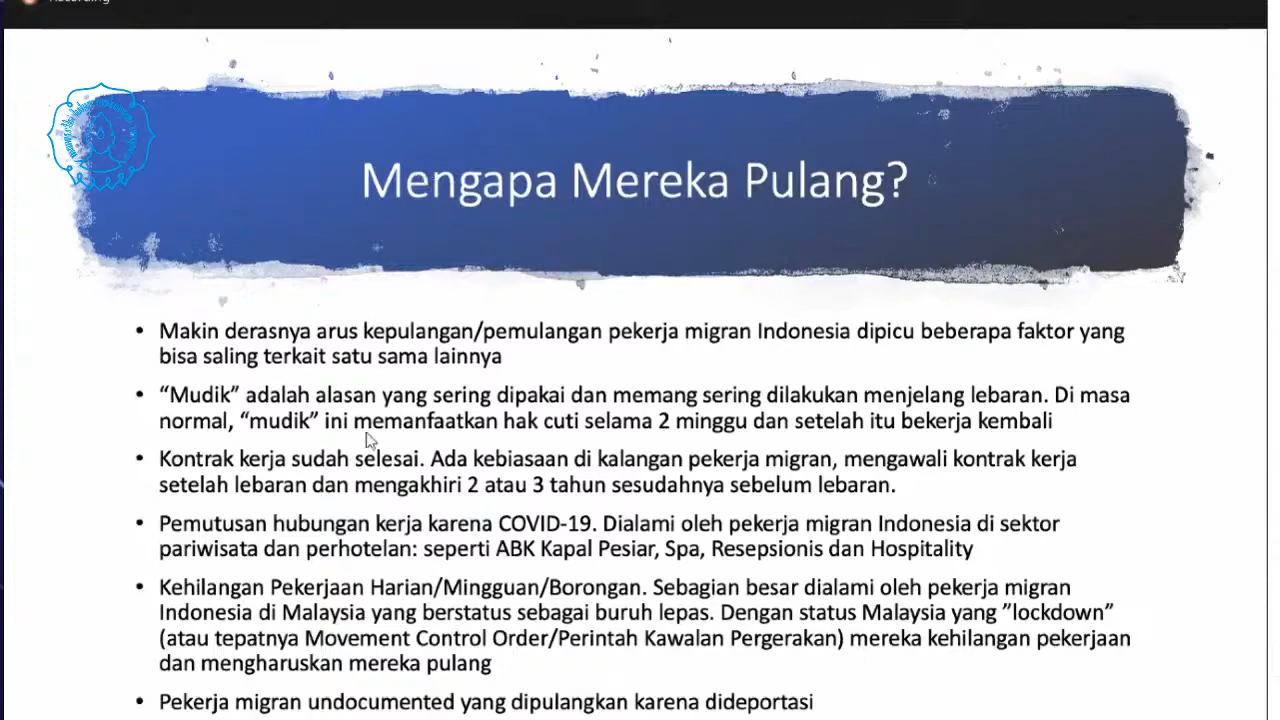 Mengapa Mereka Pulang?
• Makin derasnya arus kepulangan/pemulangan pekerja migran Indonesia dipicu beberapa faktor yang
bisa saling terkait satu sama lainnya
• “Mudik” adalah alasan yang sering dipakai dan memang sering dilakukan menjelang lebaran. Di masa
normal, “mudik” ini memanfaatkan hak cuti selama 2 minggu dan setelah itu bekerja kembali
• Kontrak kerja sudah selesai. Ada kebiasaan di kalangan pekerja migran, mengawali kontrak kerja
setelah lebaran dan mengakhiri 2 atau 3 tahun sesudahnya sebelum lebaran.
• Pemutusan hubungan kerja karena COVID-19. Dialami oleh pekerja migran Indonesia di sektor
pariwisata dan perhotelan: seperti ABK Kapal Pesiar, Spa, Resepsionis dan Hospitality
• Kehilangan Pekerjaan Harian/Mingguan/Borongan. Sebagian besar dialami oleh pekerja migran
Indonesia di Malaysia yang berstatus sebagai buruh lepas. Dengan status Malaysia yang ”lockdown”
(atau tepatnya Movement Control Order/Perintah Kawalan Pergerakan) mereka kehilangan pekerjaan
dan mengharuskan mereka pulang
• Pekerja migran undocumented yang dipulangkan karena dideportasi